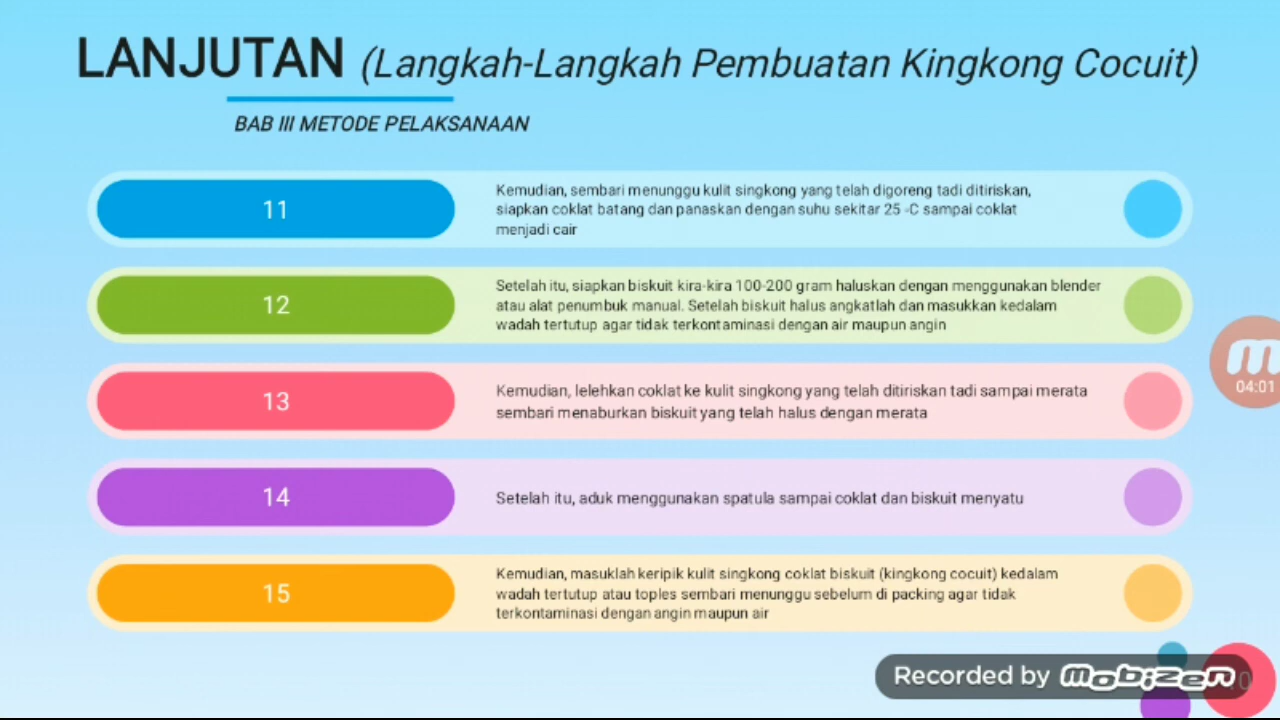 LANJUTAN (Langkah-Langkah Pembuatan Kingkong Cocuit)
BAB III METODE PELAKSANAAN
11
Kemudian, sembari menunggu kulit singkong yang telah digoreng tadi ditiriskan,
siapkan coklat batang dan panaskan dengan suhu sekitar 25 ◦C sampai coklat
menjadi cair
12
Setelah itu, siapkan biskuit kira-kira 100-200 gram haluskan dengan menggunakan blender
atau alat penumbuk manual. Setelah biskuit halus angkatlah dan masukkan kedalam
wadah tertutup agar tidak terkontaminasi dengan air maupun angin
13
Kemudian, lelehkan coklat ke kulit singkong yang telah ditiriskan tadi sampai merata
sembari menaburkan biskuit yang telah halus dengan merata
14
Setelah itu, aduk menggunakan spatula sampai coklat dan biskuit menyatu
15
Kemudian, masuklah keripik kulit singkong coklat biskuit (kingkong cocuit) kedalam
wadah tertutup atau toples sembari menunggu sebelum di packing agar tidak
terkontaminasi dengan angin maupun air
04:01
Recorded by mobizen